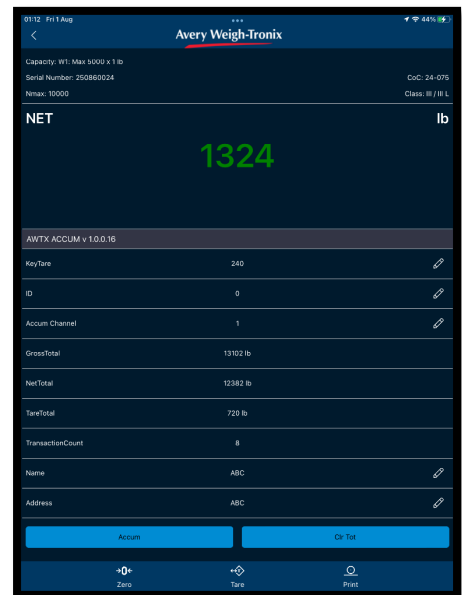 01:12 Fri 1 Aug 44%
Avery Weigh-Tronix
Capacity: W1: Max 5000 x 1 lb
Serial Number: 250860024 CoC: 24-075
Nmax: 10000 Class: III / III L
NET lb
1324
AWTX ACCUM v 1.0.0.16
KeyTare 240
ID 0
Accum Channel 1
GrossTotal 13102 lb
NetTotal 12382 lb
TareTotal 720 lb
TransactionCount 8
Name ABC
Address ABC
Accum Clr Tot
→0← T
Zero Tare Print